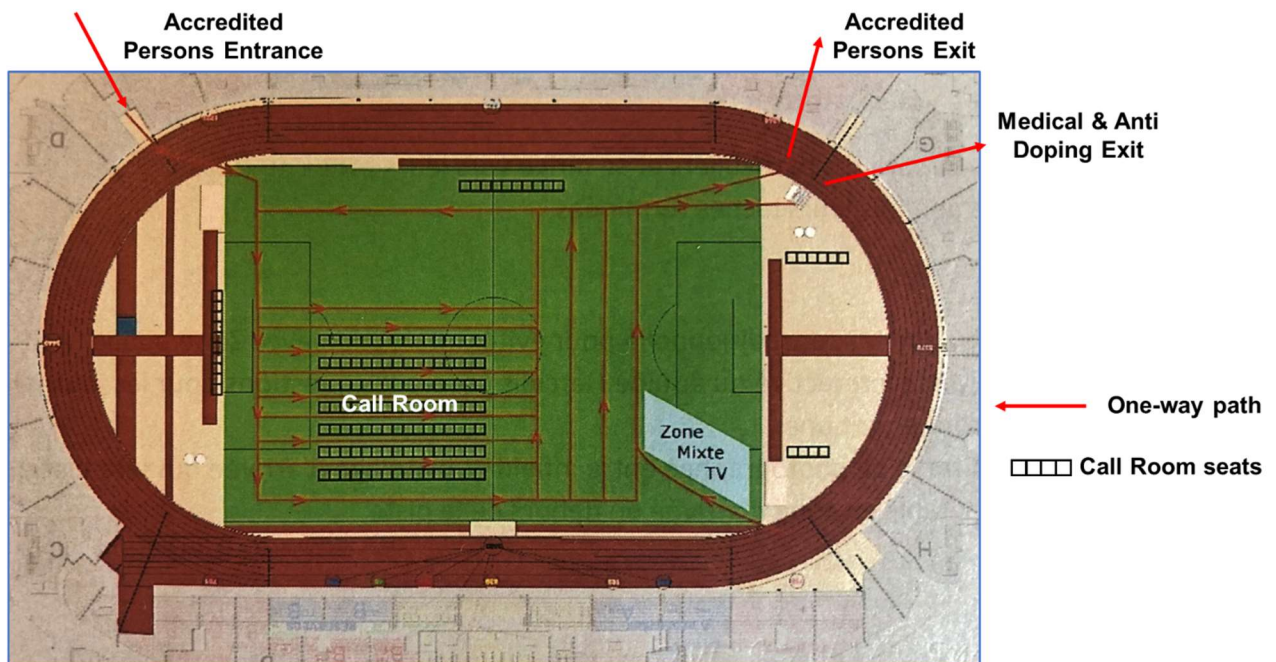 Accredited
Persons Entrance
Accredited
Persons Exit
Medical & Anti
Doping Exit
D
G
Call Room
Zone
Mixte
TV
One-way path
Call Room seats
C
H